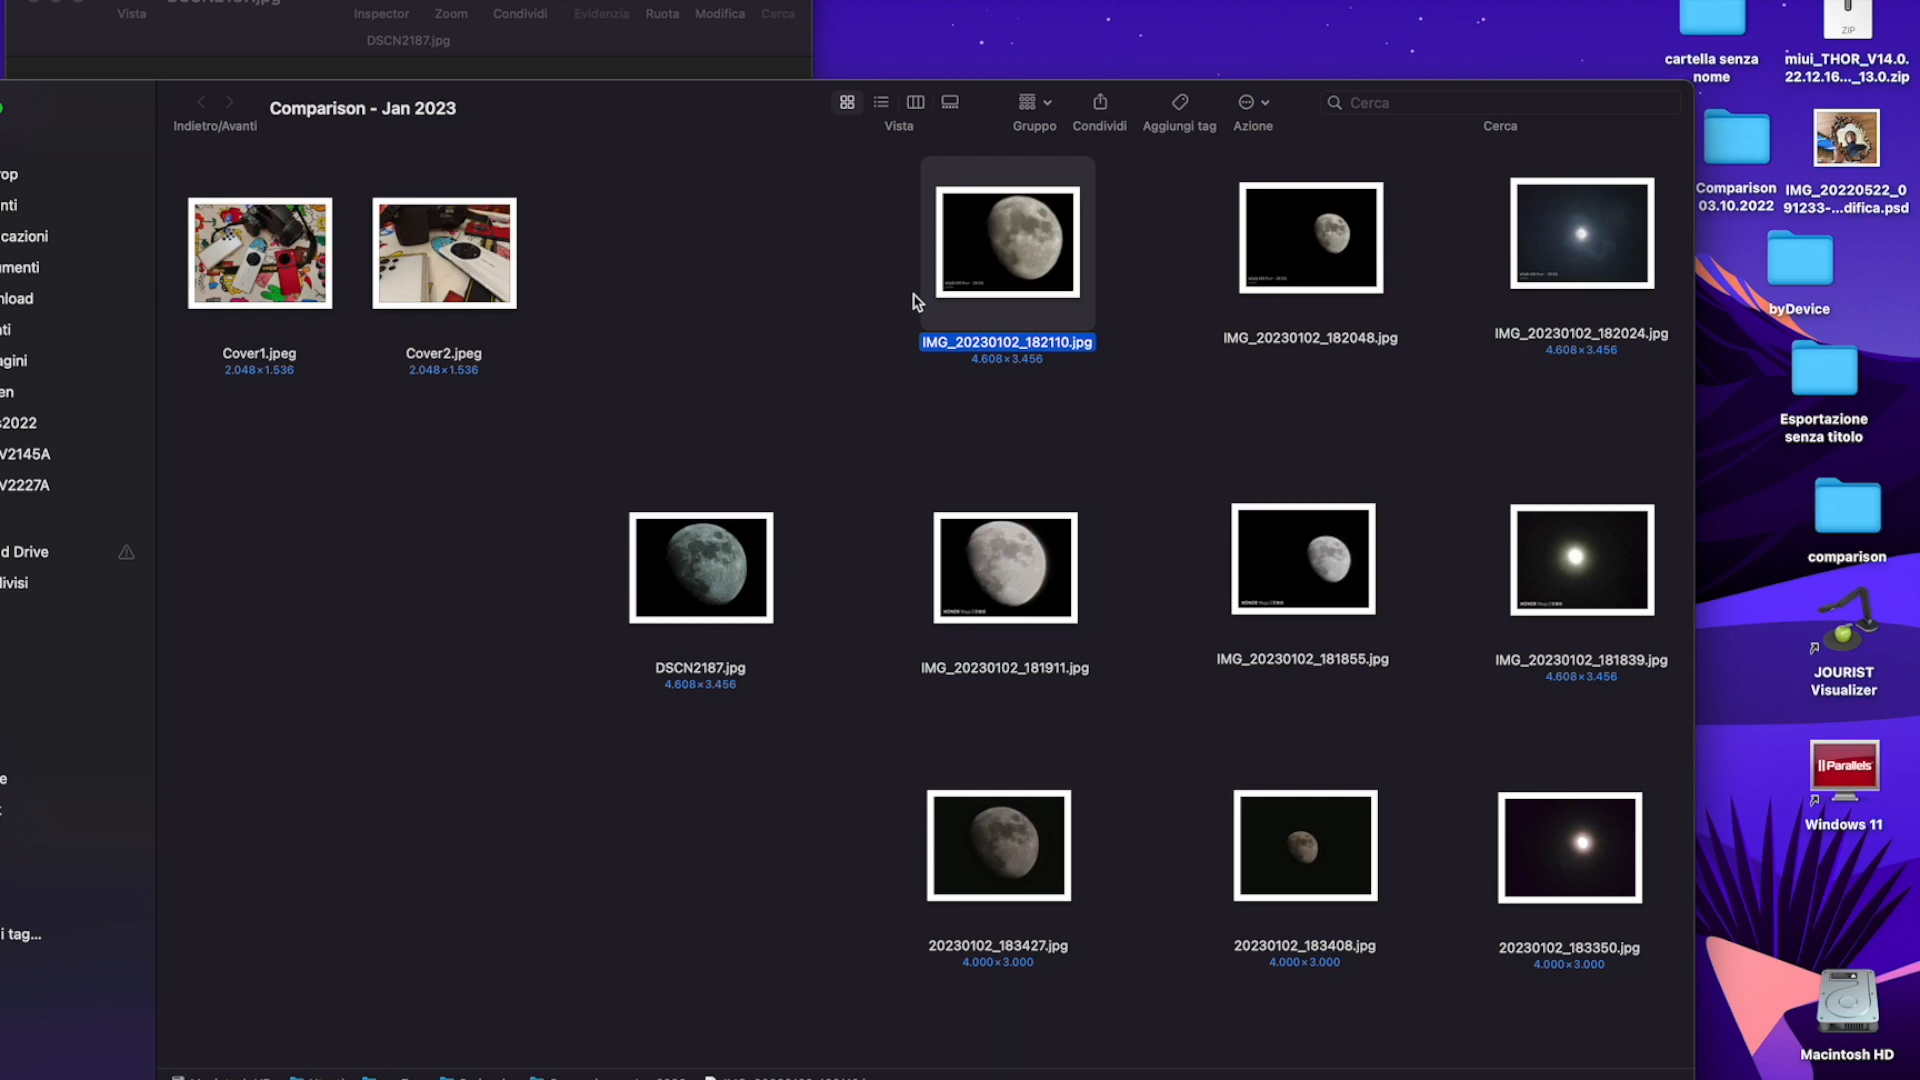 Vista
Inspector
Zoom
Condividi
Evidenzia
Ruota
Modifica
Cerca
DSCN2187.jpg
cartella senza
nome
ZIP
miui_THOR_V14.0.
22.12.16..._13.0.zip
Indietro/Avanti
Comparison - Jan 2023
Vista
Gruppo
Condividi
Aggiungi tag
Azione
Cerca
Cerca
Comparison
03.10.2022
IMG_20220522_0
91233-...difica.psd
byDevice
Esportazione
senza titolo
comparison
JOURIST
Visualizer
Parallels
Windows 11
Macintosh HD
rop
nti
cazioni
umenti
nload
ti
agini
en
s2022
V2145A
V2227A
d Drive
livisi
e
i tag...
Cover1.jpeg
2.048×1.536
Cover2.jpeg
2.048×1.536
IMG_20230102_182110.jpg
4.608×3.456
IMG_20230102_182048.jpg
IMG_20230102_182024.jpg
4.608×3.456
DSCN2187.jpg
4.608×3.456
IMG_20230102_181911.jpg
IMG_20230102_181855.jpg
IMG_20230102_181839.jpg
4.608×3.456
20230102_183427.jpg
4.000×3.000
20230102_183408.jpg
4.000×3.000
20230102_183350.jpg
4.000×3.000